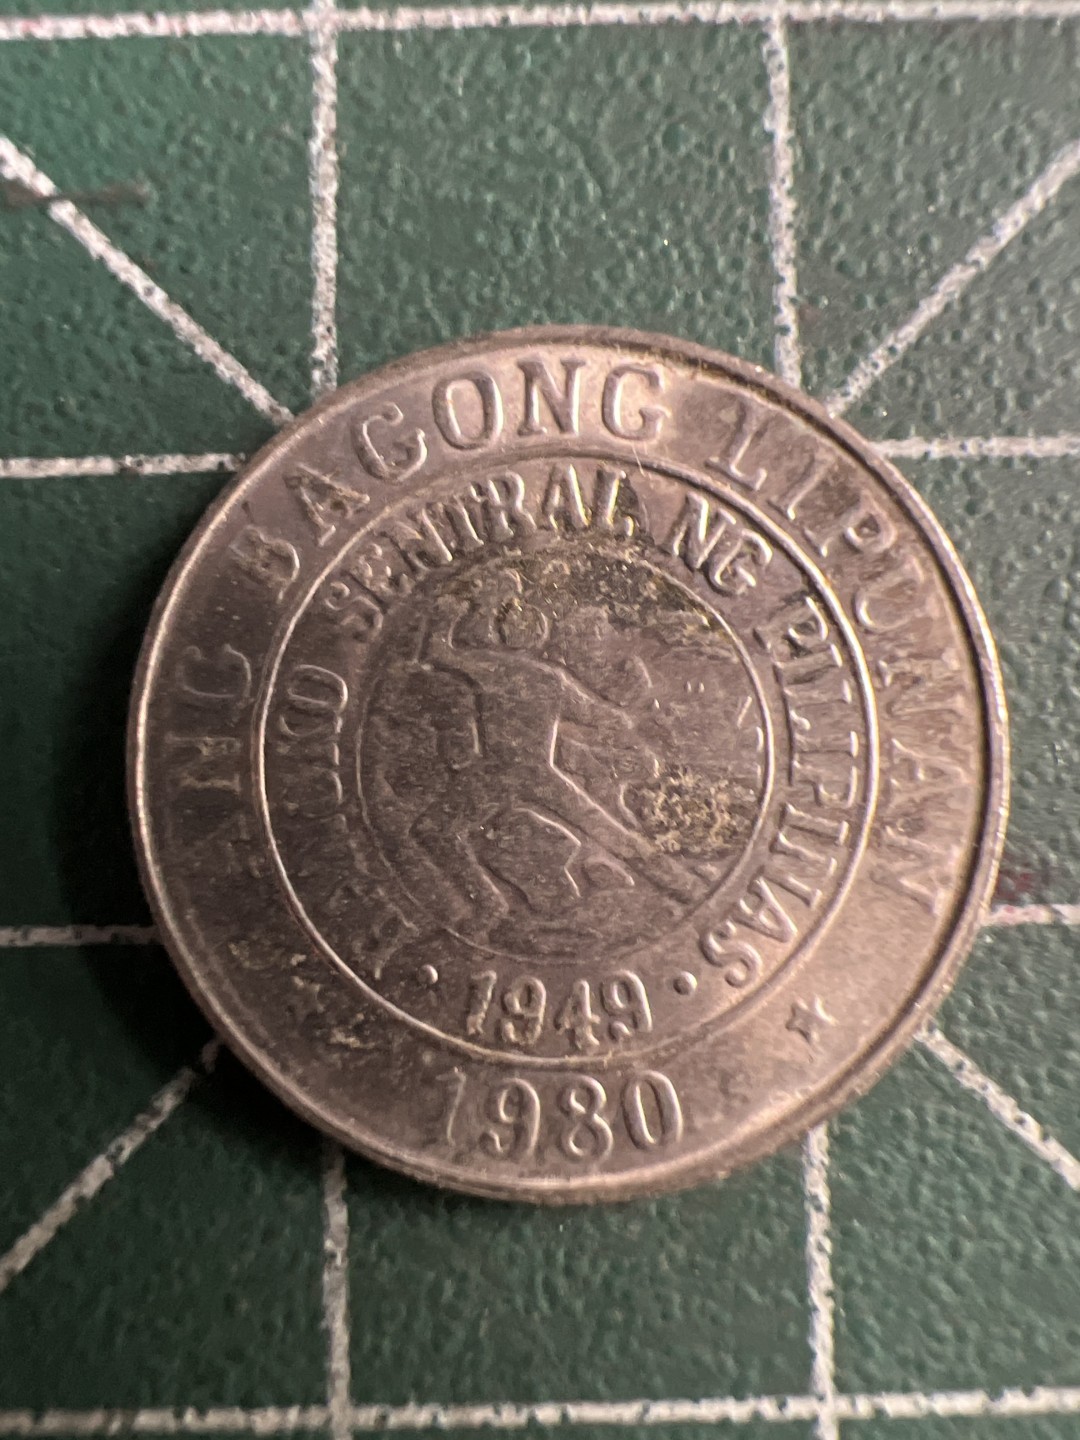 ANG BAGONG LIPUNAN
BANGKO SENTRAL NG PILIPINAS
1949
1980